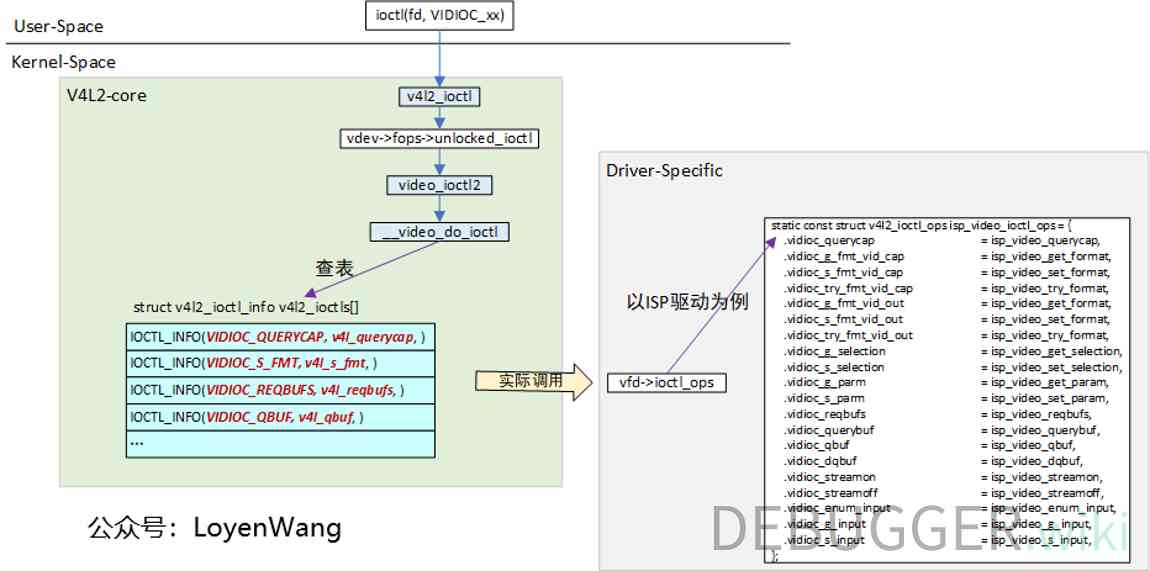 User-Space
ioctl(fd, VIDIOC_xx)
Kernel-Space
V4L2-core
v4l2_ioctl
vdev->fops->unlocked_ioctl
video_ioctl2
__video_do_ioctl
查表
struct v4l2_ioctl_info v4l2_ioctls[]
IOCTL_INFO(VIDIOC_QUERYCAP, v4l_querycap, )
IOCTL_INFO(VIDIOC_S_FMT, v4l_s_fmt, )
IOCTL_INFO(VIDIOC_REQBUFS, v4l_reqbufs, )
IOCTL_INFO(VIDIOC_QBUF, v4l_qbuf, )
...
实际调用
Driver-Specific
以ISP驱动为例
vfd->ioctl_ops
static const struct v4l2_ioctl_ops isp_video_ioctl_ops = {
.vidioc_querycap = isp_video_querycap,
.vidioc_g_fmt_vid_cap = isp_video_get_format,
.vidioc_s_fmt_vid_cap = isp_video_set_format,
.vidioc_try_fmt_vid_cap = isp_video_try_format,
.vidioc_g_fmt_vid_out = isp_video_get_format,
.vidioc_s_fmt_vid_out = isp_video_set_format,
.vidioc_try_fmt_vid_out = isp_video_try_format,
.vidioc_g_selection = isp_video_get_selection,
.vidioc_s_selection = isp_video_set_selection,
.vidioc_g_parm = isp_video_get_param,
.vidioc_s_parm = isp_video_set_param,
.vidioc_reqbufs = isp_video_reqbufs,
.vidioc_querybuf = isp_video_querybuf,
.vidioc_qbuf = isp_video_qbuf,
.vidioc_dqbuf = isp_video_dqbuf,
.vidioc_streamon = isp_video_streamon,
.vidioc_streamoff = isp_video_streamoff,
.vidioc_enum_input = isp_video_enum_input,
.vidioc_g_input = isp_video_g_input,
.vidioc_s_input = isp_video_s_input,
};
公众号：LoyenWang
DEBUGGER.wiki